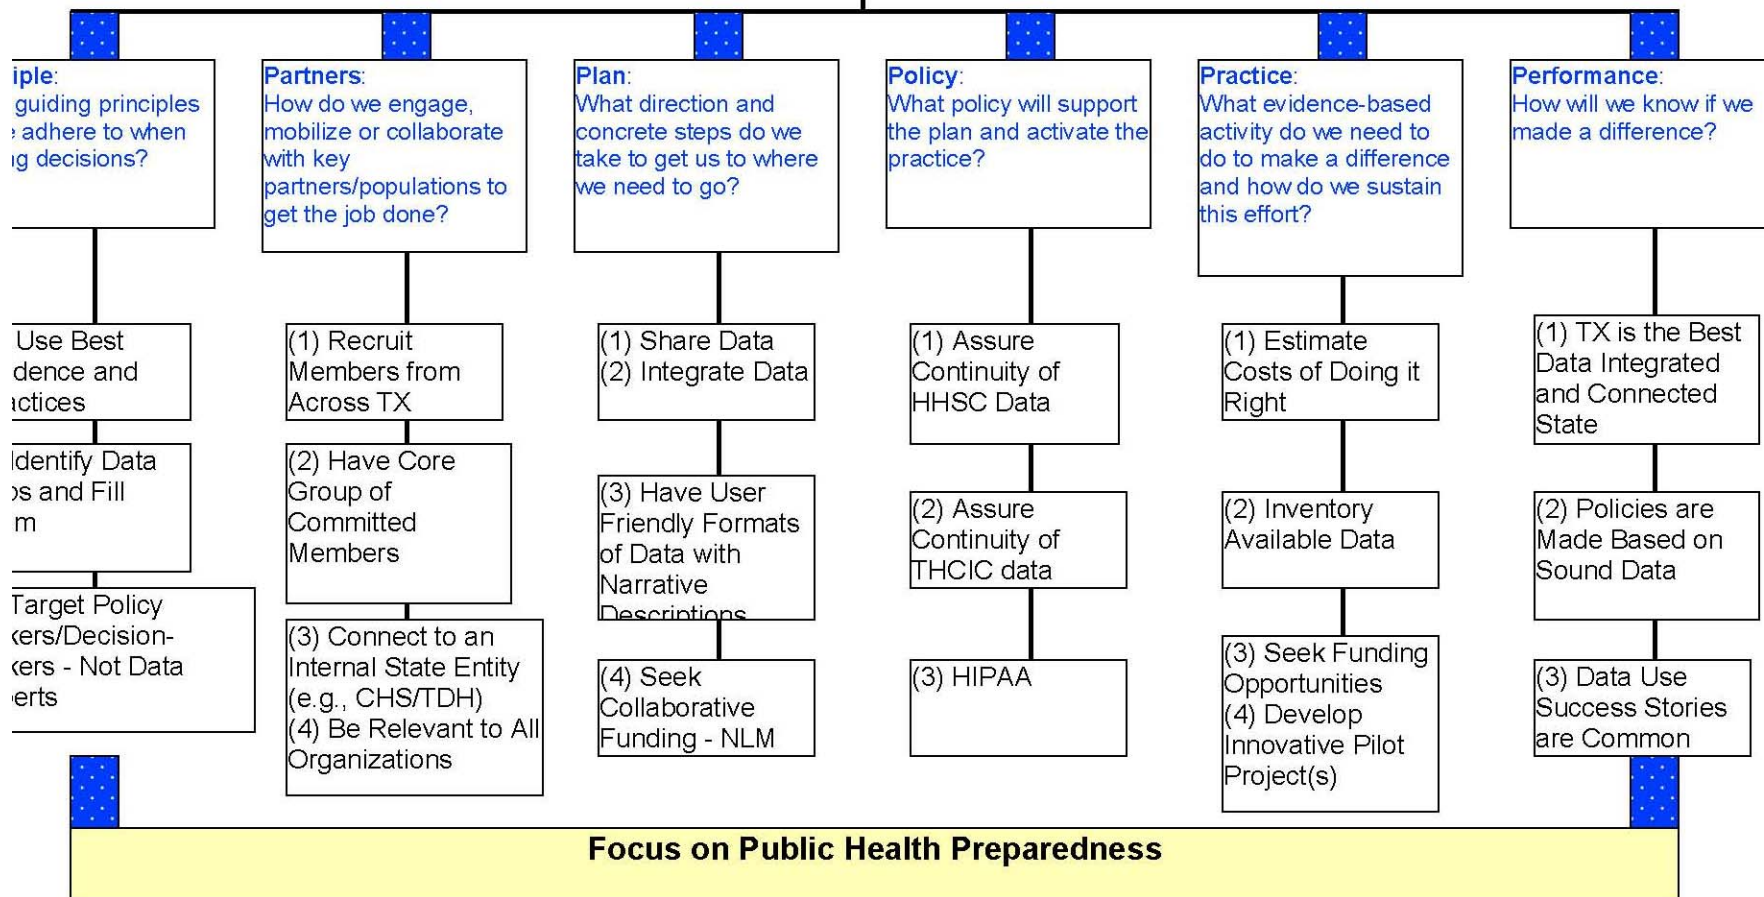 iple:
guiding principles
adhere to when
g decisions?
Partners:
How do we engage,
mobilize or collaborate
with key
partners/populations to
get the job done?
Plan:
What direction and
concrete steps do we
take to get us to where
we need to go?
Policy:
What policy will support
the plan and activate the
practice?
Practice:
What evidence-based
activity do we need to
do to make a difference
and how do we sustain
this effort?
Performance:
How will we know if we
made a difference?
Use Best
dence and
actices
Identify Data
s and Fill
m
Target Policy
kers/Decision-
kers - Not Data
erts
(1) Recruit
Members from
Across TX
(2) Have Core
Group of
Committed
Members
(3) Connect to an
Internal State Entity
(e.g., CHS/TDH)
(4) Be Relevant to All
Organizations
(1) Share Data
(2) Integrate Data
(3) Have User
Friendly Formats
of Data with
Narrative
Descriptions
(4) Seek
Collaborative
Funding - NLM
(1) Assure
Continuity of
HHSC Data
(2) Assure
Continuity of
THCIC data
(3) HIPAA
(1) Estimate
Costs of Doing it
Right
(2) Inventory
Available Data
(3) Seek Funding
Opportunities
(4) Develop
Innovative Pilot
Project(s)
(1) TX is the Best
Data Integrated
and Connected
State
(2) Policies are
Made Based on
Sound Data
(3) Data Use
Success Stories
are Common
Focus on Public Health Preparedness